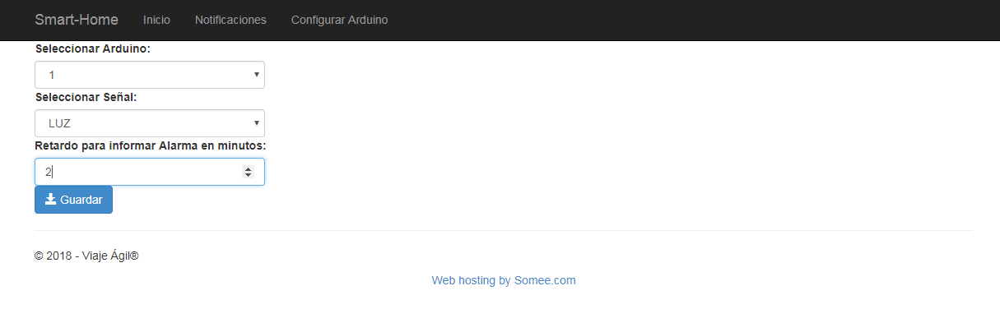 Smart-Home Inicio Notificaciones Configurar Arduino
Seleccionar Arduino:
1
Seleccionar Señal:
LUZ
Retardo para informar Alarma en minutos:
2
Guardar
© 2018 - Viaje Ágil®
Web hosting by Somee.com